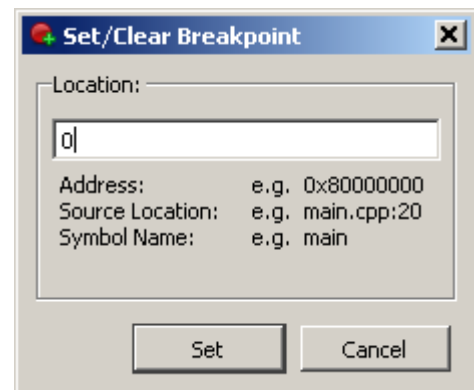 Set/Clear Breakpoint
Location:
0
Address: e.g. 0x80000000
Source Location: e.g. main.cpp:20
Symbol Name: e.g. main
Set Cancel